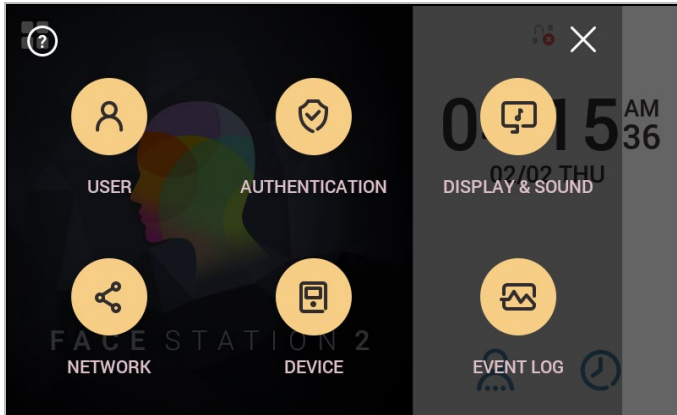 ?
AM
36
02/02 THU
USER
AUTHENTICATION
DISPLAY & SOUND
FACE STATION 2
NETWORK
DEVICE
EVENT LOG